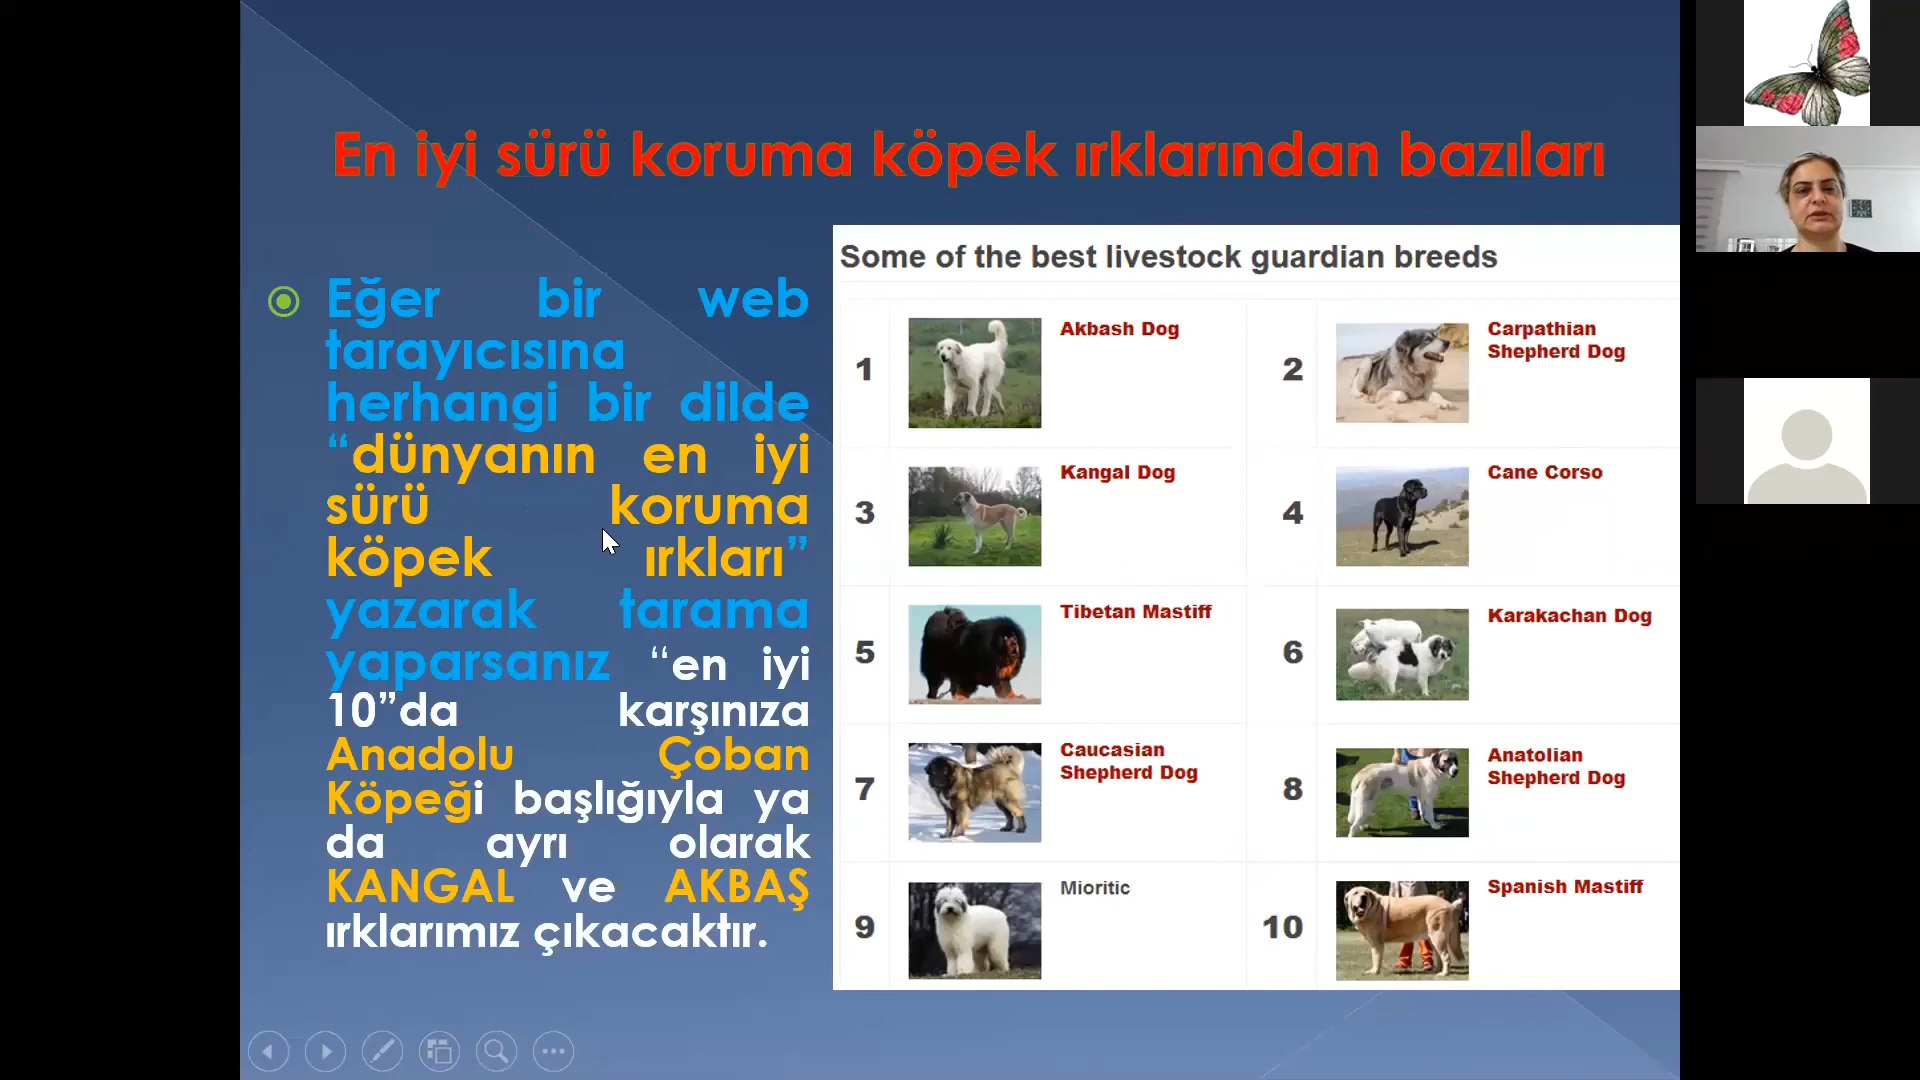 En iyi sürü koruma köpek ırklarından bazıları
Eğer bir web
tarayıcısına
herhangi bir dilde
“dünyanın en iyi
sürü koruma
köpek ırkları”
yazarak tarama
yaparsanız “en iyi
10”da karşınıza
Anadolu Çoban
Köpeği başlığıyla ya
da ayrı olarak
KANGAL ve AKBAŞ
ırklarımız çıkacaktır.
Some of the best livestock guardian breeds
1 Akbash Dog
2 Carpathian
Shepherd Dog
3 Kangal Dog
4 Cane Corso
5 Tibetan Mastiff
6 Karakachan Dog
7 Caucasian
Shepherd Dog
8 Anatolian
Shepherd Dog
9 Mioritic
10 Spanish Mastiff